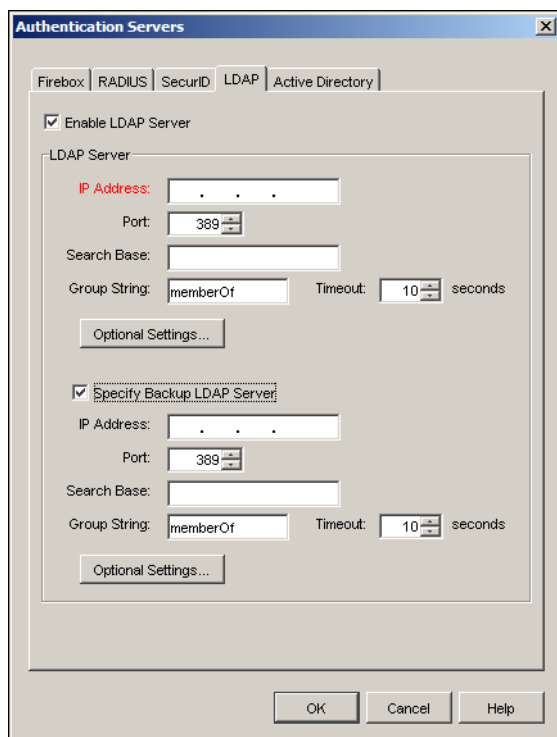 Authentication Servers
Firebox RADIUS SecurID LDAP Active Directory
Enable LDAP Server
LDAP Server
IP Address: . . .
Port: 389
Search Base:
Group String: memberOf Timeout: 10 seconds
Optional Settings...
Specify Backup LDAP Server
IP Address: . . .
Port: 389
Search Base:
Group String: memberOf Timeout: 10 seconds
Optional Settings...
OK Cancel Help